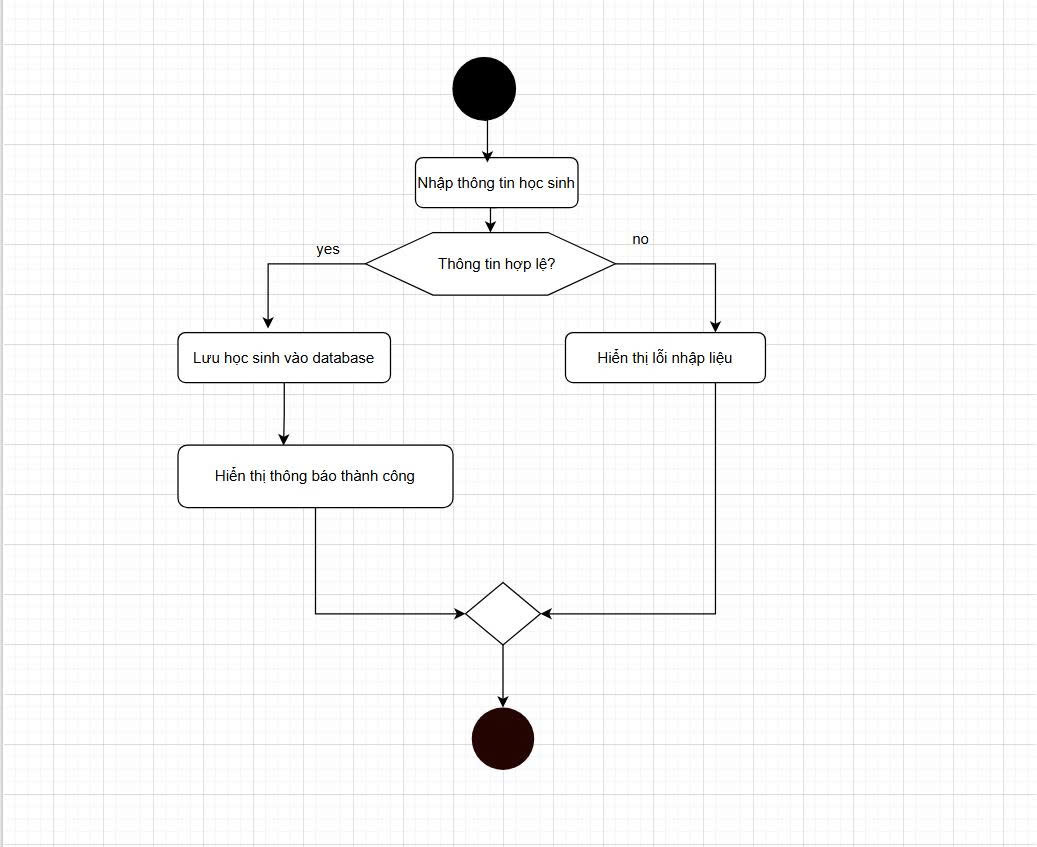 Nhập thông tin học sinh
Thông tin hợp lệ?
yes
no
Lưu học sinh vào database
Hiển thị lỗi nhập liệu
Hiển thị thông báo thành công